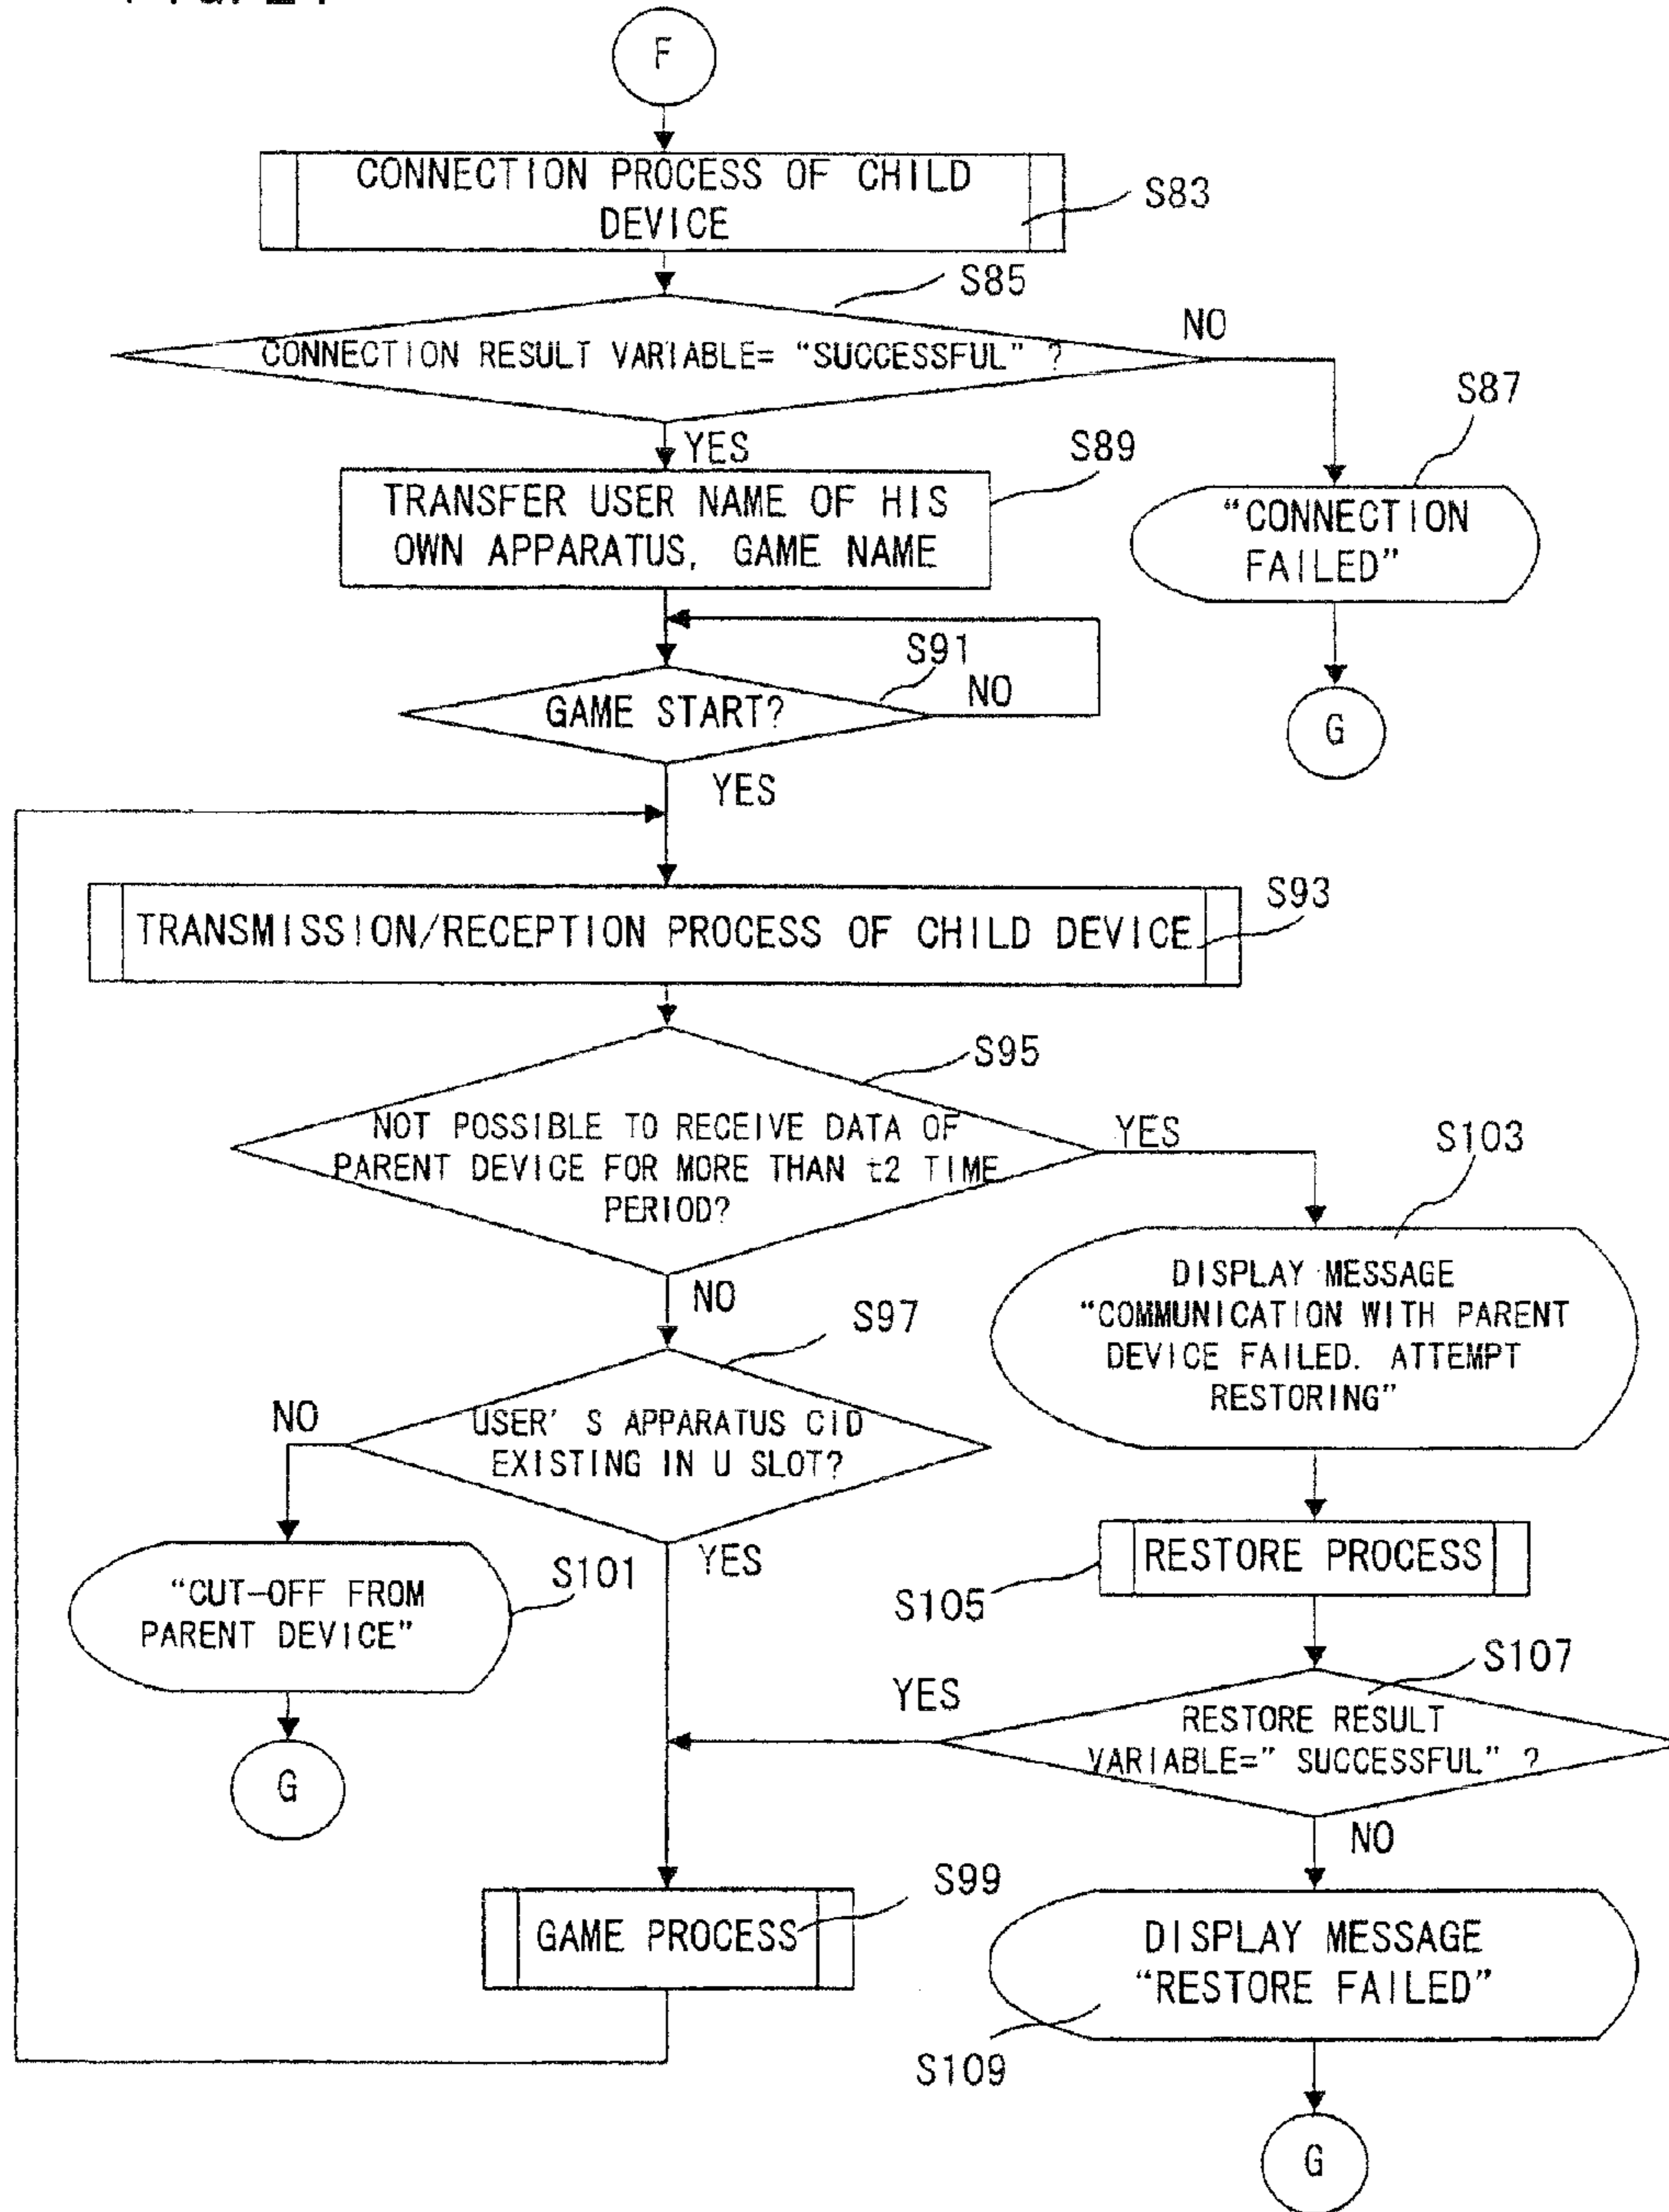 F
CONNECTION PROCESS OF CHILD
DEVICE
S83
S85
CONNECTION RESULT VARIABLE= "SUCCESSFUL" ?
NO
YES
S87
S89
TRANSFER USER NAME OF HIS
OWN APPARATUS, GAME NAME
"CONNECTION
FAILED"
S91
GAME START?
NO
G
YES
TRANSMISSION/RECEPTION PROCESS OF CHILD DEVICE
S93
S95
NOT POSSIBLE TO RECEIVE DATA OF
PARENT DEVICE FOR MORE THAN t2 TIME
PERIOD?
YES
S103
NO
DISPLAY MESSAGE
"COMMUNICATION WITH PARENT
DEVICE FAILED. ATTEMPT
RESTORING"
S97
USER' S APPARATUS CID
EXISTING IN U SLOT?
NO
YES
"CUT-OFF FROM
PARENT DEVICE"
S101
G
RESTORE PROCESS
S105
S107
RESTORE RESULT
VARIABLE=" SUCCESSFUL" ?
YES
NO
GAME PROCESS
S99
DISPLAY MESSAGE
"RESTORE FAILED"
S109
G